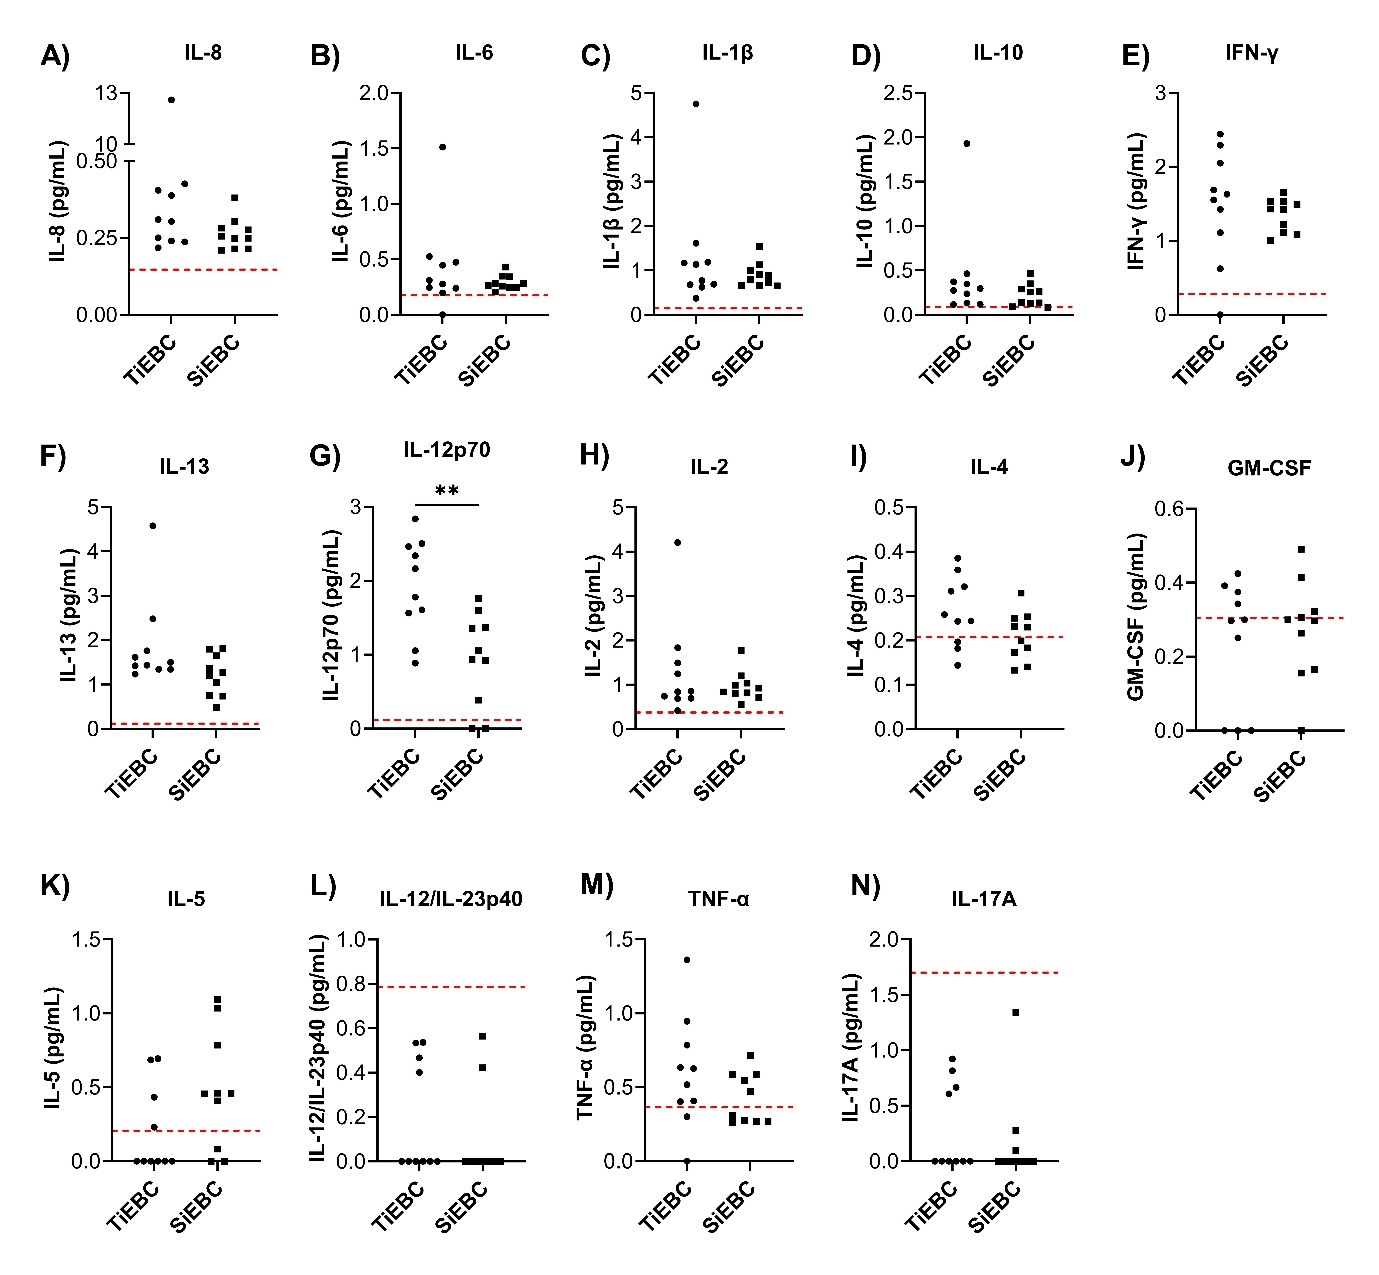 A) IL-8
IL-8 (pg/mL)
13
10
0.50
0.25
0.00
TiEBC SiEBC
B) IL-6
IL-6 (pg/mL)
2.0
1.5
1.0
0.5
0.0
TiEBC SiEBC
C) IL-1β
IL-1β (pg/mL)
5
4
3
2
1
0
TiEBC SiEBC
D) IL-10
IL-10 (pg/mL)
2.5
2.0
1.5
1.0
0.5
0.0
TiEBC SiEBC
E) IFN-γ
IFN-γ (pg/mL)
3
2
1
0
TiEBC SiEBC
F) IL-13
IL-13 (pg/mL)
5
4
3
2
1
0
TiEBC SiEBC
G) IL-12p70
**
IL-12p70 (pg/mL)
3
2
1
0
TiEBC SiEBC
H) IL-2
IL-2 (pg/mL)
5
4
3
2
1
0
TiEBC SiEBC
I) IL-4
IL-4 (pg/mL)
0.5
0.4
0.3
0.2
0.1
0.0
TiEBC SiEBC
J) GM-CSF
GM-CSF (pg/mL)
0.6
0.4
0.2
0.0
TiEBC SiEBC
K) IL-5
IL-5 (pg/mL)
1.5
1.0
0.5
0.0
TiEBC SiEBC
L) IL-12/IL-23p40
IL-12/IL-23p40 (pg/mL)
1.0
0.8
0.6
0.4
0.2
0.0
TiEBC SiEBC
M) TNF-α
TNF-α (pg/mL)
1.5
1.0
0.5
0.0
TiEBC SiEBC
N) IL-17A
IL-17A (pg/mL)
2.0
1.5
1.0
0.5
0.0
TiEBC SiEBC